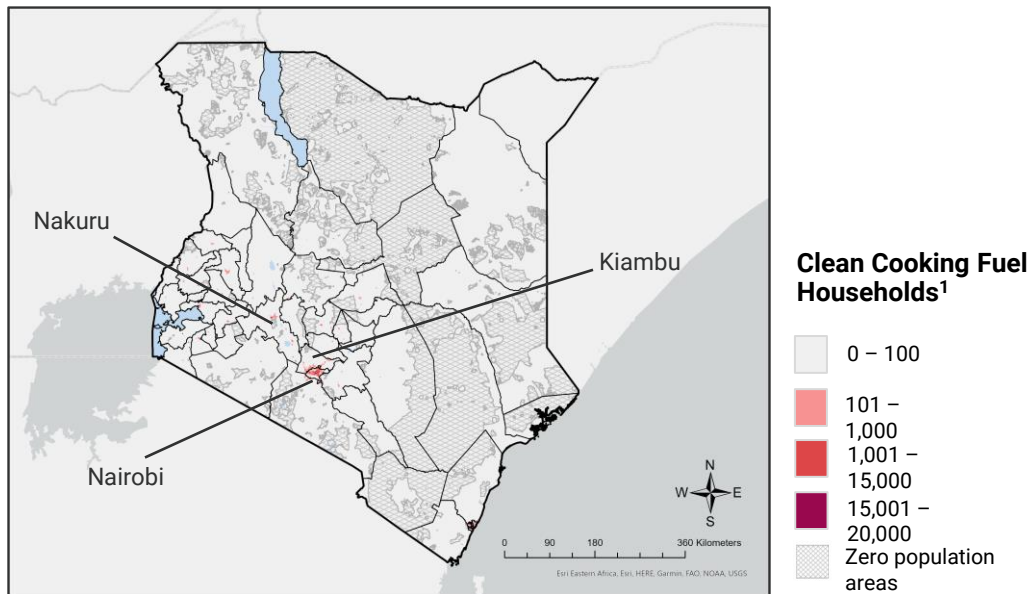 Nakuru
Kiambu
Nairobi
N
W E
S
0 90 180 360 Kilometers
Esri Eastern Africa, Esri, HERE, Garmin, FAO, NOAA, USGS
Clean Cooking Fuel
Households¹
0 – 100
101 –
1,000
1,001 –
15,000
15,001 –
20,000
Zero population
areas